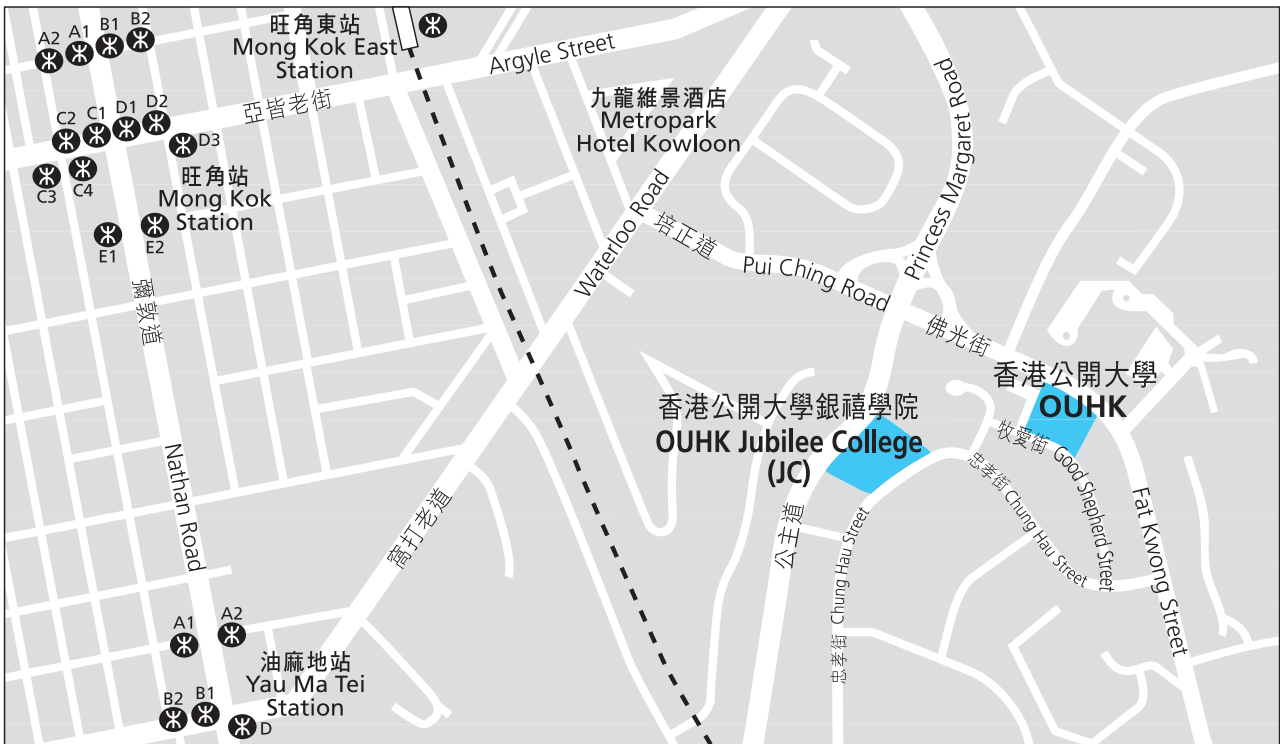 A2
A1
B1
B2
旺角東站
Mong Kok East
Station
Argyle Street
亞皆老街
C2
C1
D1
D2
D3
C3
C4
旺角站
Mong Kok
Station
E1
E2
彌敦道
Nathan Road
九龍維景酒店
Metropark
Hotel Kowloon
Waterloo Road
窩打老道
培正道
Pui Ching Road
Princess Margaret Road
公主道
佛光街
Fat Kwong Street
香港公開大學
OUHK
香港公開大學銀禧學院
OUHK Jubilee College
(JC)
牧愛街 Good Shepherd Street
忠孝街 Chung Hau Street
忠孝街 Chung Hau Street
A1
A2
油麻地站
Yau Ma Tei
Station
B2
B1
D